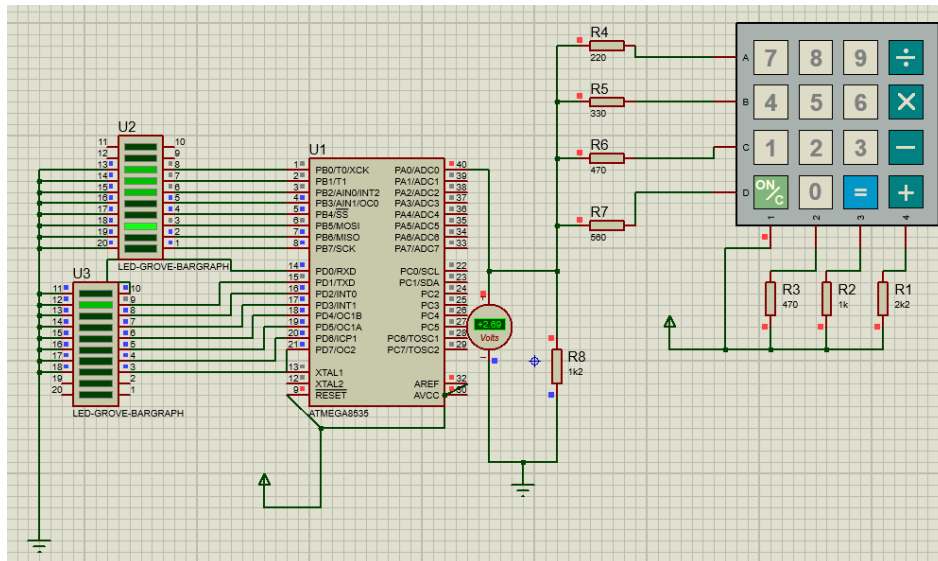 R4
220
R5
330
R6
470
R7
560
A
B
C
D
7 8 9 ÷
4 5 6 ×
1 2 3 −
ON/C 0 = +
1 2 3 4
R3
470
R2
1k
R1
2k2
R8
1k2
U2
11 10
12 9
13 8
14 7
15 6
16 5
17 4
18 3
19 2
20 1
LED-GROVE-BARGRAPH
U3
11 10
12 9
13 8
14 7
15 6
16 5
17 4
18 3
19 2
20 1
LED-GROVE-BARGRAPH
U1
1 PB0/T0/XCK PA0/ADC0 40
2 PB1/T1 PA1/ADC1 39
3 PB2/AIN0/INT2 PA2/ADC2 38
4 PB3/AIN1/OC0 PA3/ADC3 37
5 PB4/SS PA4/ADC4 36
6 PB5/MOSI PA5/ADC5 35
7 PB6/MISO PA6/ADC6 34
8 PB7/SCK PA7/ADC7 33
14 PD0/RXD PC0/SCL 22
15 PD1/TXD PC1/SDA 23
16 PD2/INT0 PC2 24
17 PD3/INT1 PC3 25
18 PD4/OC1B PC4 26
19 PD5/OC1A PC5 27
20 PD6/ICP1 PC6/TOSC1 28
21 PD7/OC2 PC7/TOSC2 29
13 XTAL1
12 XTAL2 AREF 32
9 RESET AVCC 30
ATMEGA8535
+2.69
Volts